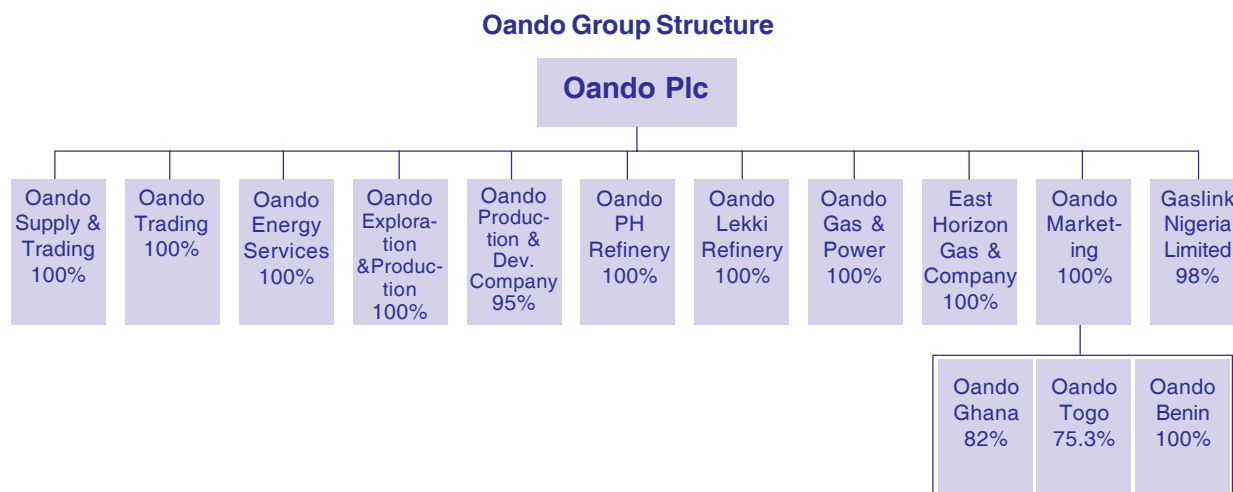 Oando Group Structure
Oando Plc
Oando
Supply &
Trading
100%
Oando
Trading
100%
Oando
Energy
Services
100%
Oando
Explora-
tion
&Produc-
tion
100%
Oando
Produc-
tion &
Dev.
Company
95%
Oando
PH
Refinery
100%
Oando
Lekki
Refinery
100%
Oando
Gas &
Power
100%
East
Horizon
Gas &
Company
100%
Oando
Market-
ing
100%
Gaslink
Nigeria
Limited
98%
Oando
Ghana
82%
Oando
Togo
75.3%
Oando
Benin
100%